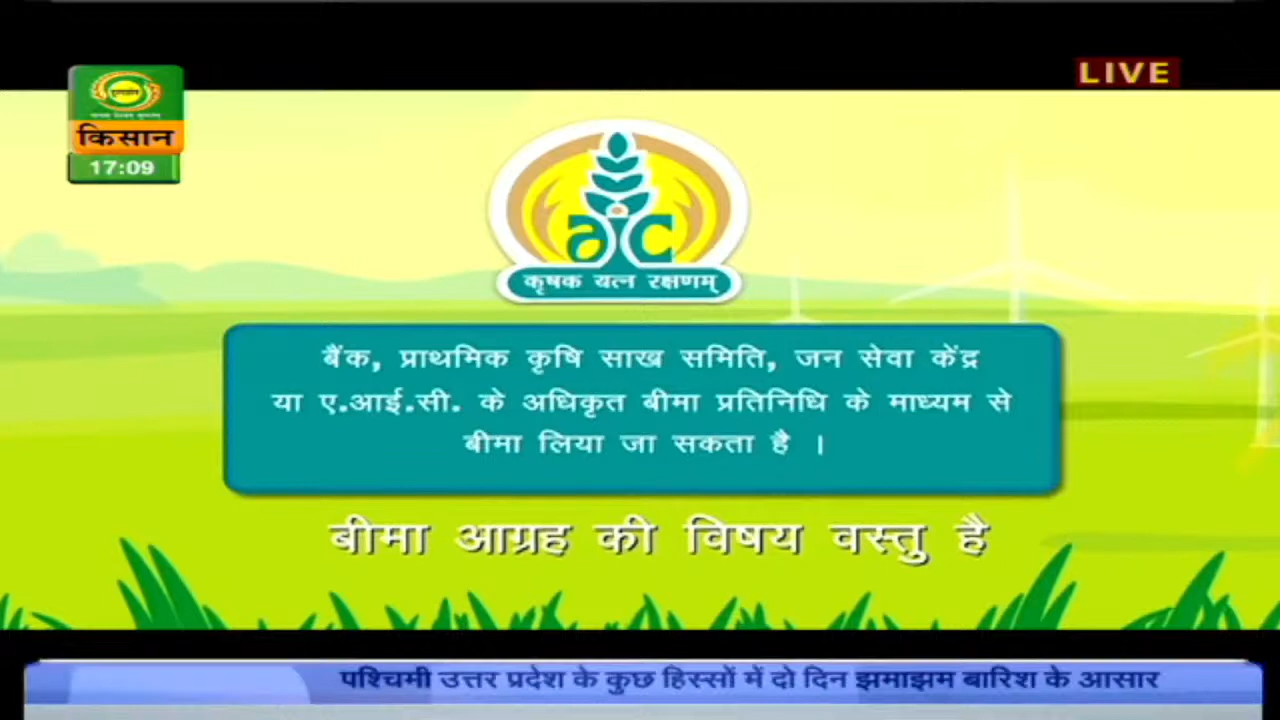 LIVE
किसान
17:09
aic
कृषक यत्न रक्षणम्
बैंक, प्राथमिक कृषि साख समिति, जन सेवा केंद्र
या ए.आई.सी. के अधिकृत बीमा प्रतिनिधि के माध्यम से
बीमा लिया जा सकता है ।
बीमा आग्रह की विषय वस्तु है
पश्चिमी उत्तर प्रदेश के कुछ हिस्सों में दो दिन झमाझम बारिश के आसार